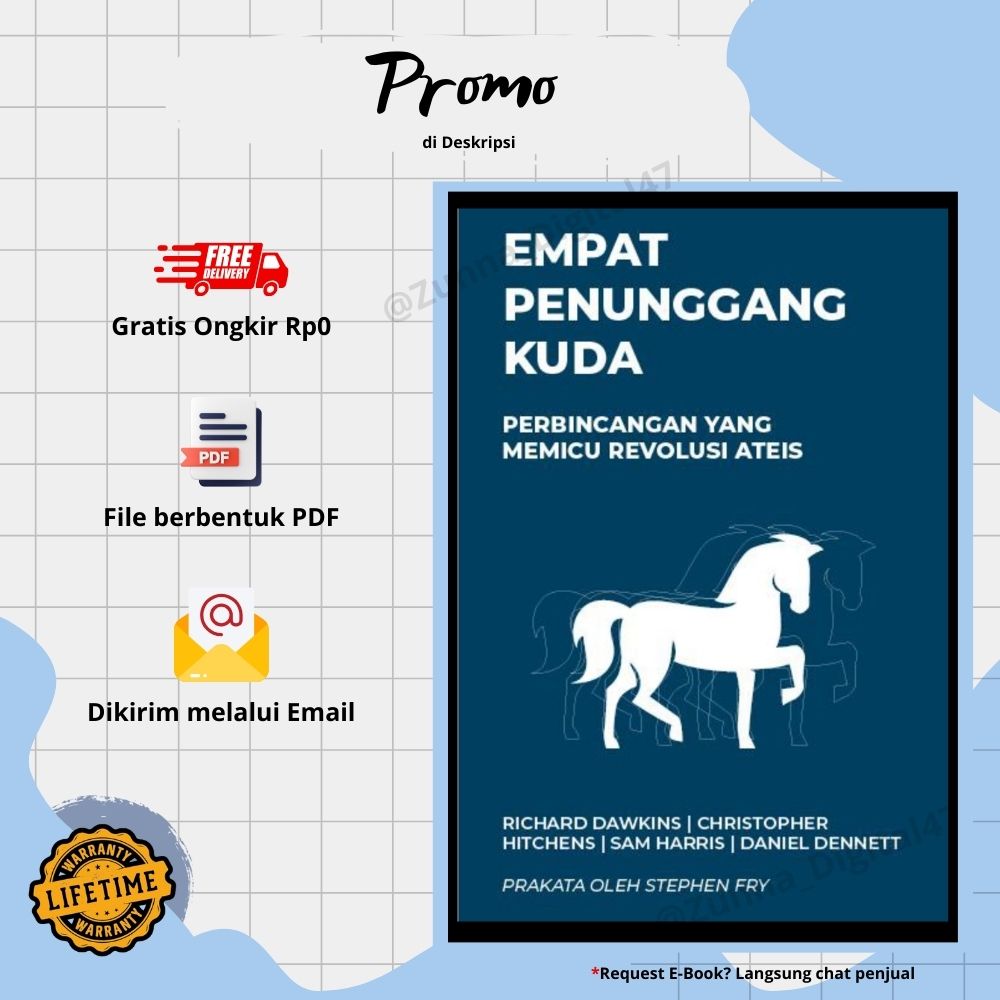 Promo
di Deskripsi
FREE
DELIVERY
Gratis Ongkir Rp0
PDF
File berbentuk PDF
@
Dikirim melalui Email
WARRANTY
LIFETIME
WARRANTY
@Zunna_Digital47
EMPAT
PENUNGGANG
KUDA
PERBINCANGAN YANG
MEMICU REVOLUSI ATEIS
RICHARD DAWKINS | CHRISTOPHER
HITCHENS | SAM HARRIS | DANIEL DENNETT
PRAKATA OLEH STEPHEN FRY
@Zunna_Digital47
*Request E-Book? Langsung chat penjual